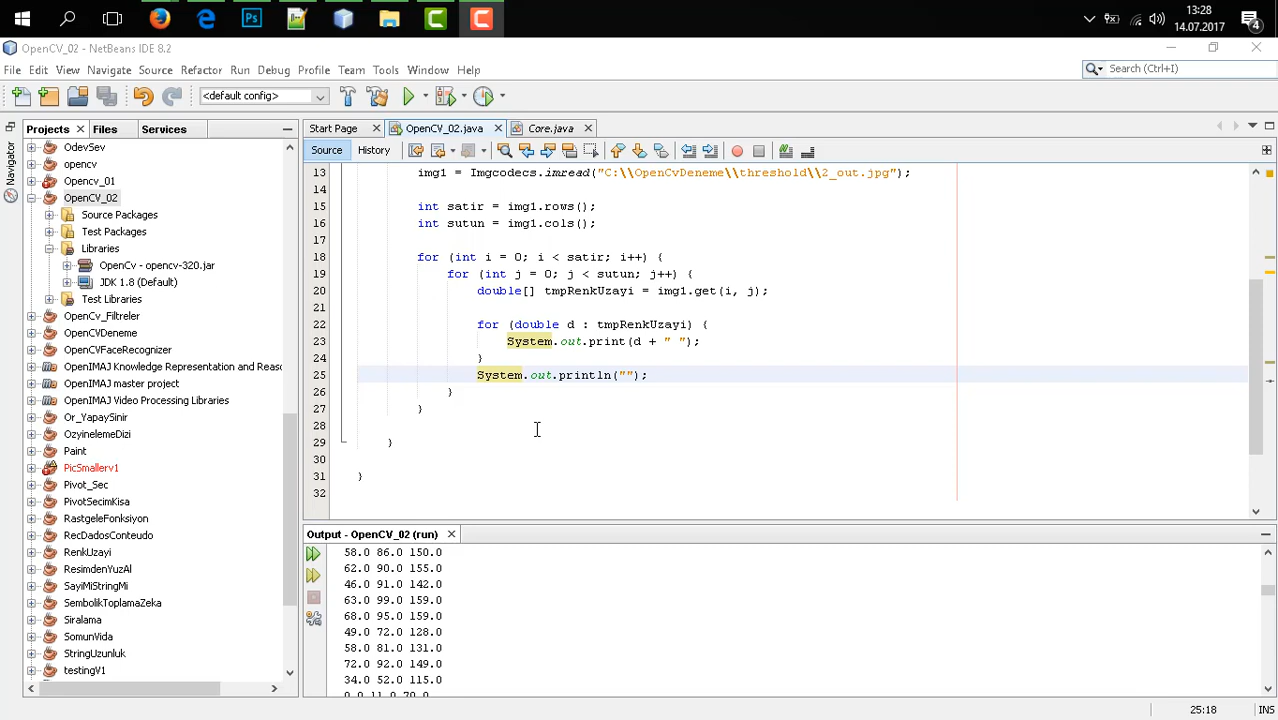 Ps
13:28
14.07.2017
4
OpenCV_02 - NetBeans IDE 8.2
File Edit View Navigate Source Refactor Run Debug Profile Team Tools Window Help
Search (Ctrl+I)
<default config>
Projects Files Services
Start Page OpenCV_02.java Core.java
Navigator
Source History
OdevSev
opencv
Opencv_01
OpenCV_02
Source Packages
Test Packages
Libraries
OpenCv - opencv-320.jar
JDK 1.8 (Default)
Test Libraries
OpenCv_Filtreler
OpenCVDeneme
OpenCVFaceRecognizer
OpenIMAJ Knowledge Representation and Reaso
OpenIMAJ master project
OpenIMAJ Video Processing Libraries
Or_YapaySinir
OzyinelemeDizi
Paint
PicSmallerv1
Pivot_Sec
PivotSecimKisa
RastgeleFonksiyon
RecDadosConteudo
RenkUzayi
ResimdenYuzAl
SayiMiStringMi
SembolikToplamaZeka
Siralama
SomunVida
StringUzunluk
testingV1
13 img1 = Imgcodecs.imread("C:\\OpenCvDeneme\\threshold\\2_out.jpg");
14
15 int satir = img1.rows();
16 int sutun = img1.cols();
17
18 for (int i = 0; i < satir; i++) {
19 for (int j = 0; j < sutun; j++) {
20 double[] tmpRenkUzayi = img1.get(i, j);
21
22 for (double d : tmpRenkUzayi) {
23 System.out.print(d + " ");
24 }
25 System.out.println("");
26 }
27 }
28
29 }
30
31 }
32
Output - OpenCV_02 (run)
58.0 86.0 150.0
62.0 90.0 155.0
46.0 91.0 142.0
63.0 99.0 159.0
68.0 95.0 159.0
49.0 72.0 128.0
58.0 81.0 131.0
72.0 92.0 149.0
34.0 52.0 115.0
0.0 11.0 70.0
25:18 INS